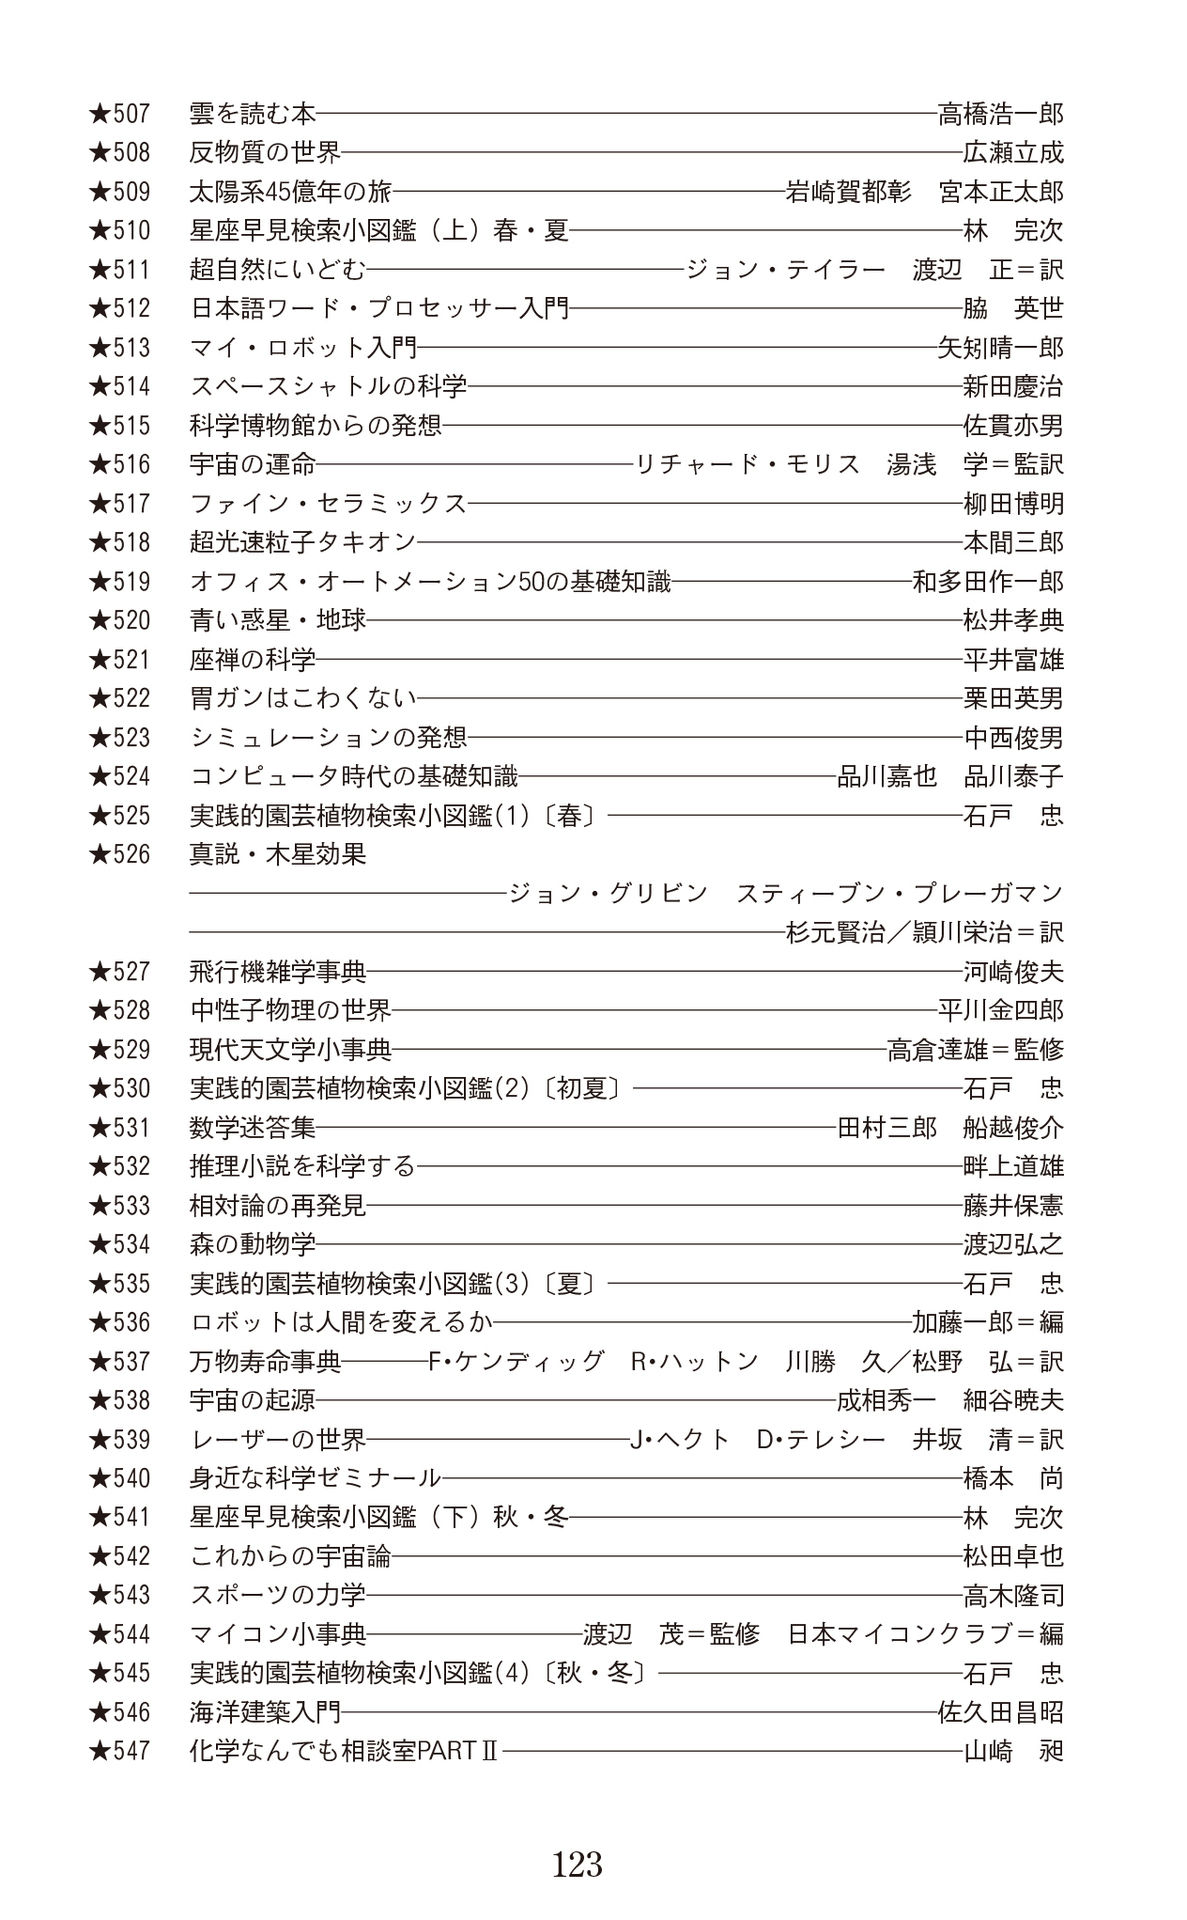 ★507 雲を読む本――高橋浩一郎
★508 反物質の世界――広瀬立成
★509 太陽系45億年の旅――岩崎賀都彰　宮本正太郎
★510 星座早見検索小図鑑（上）春・夏――林　完次
★511 超自然にいどむ――ジョン・テイラー　渡辺　正＝訳
★512 日本語ワード・プロセッサー入門――脇　英世
★513 マイ・ロボット入門――矢矧晴一郎
★514 スペースシャトルの科学――新田慶治
★515 科学博物館からの発想――佐貫亦男
★516 宇宙の運命――リチャード・モリス　湯浅　学＝監訳
★517 ファイン・セラミックス――柳田博明
★518 超光速粒子タキオン――本間三郎
★519 オフィス・オートメーション50の基礎知識――和多田作一郎
★520 青い惑星・地球――松井孝典
★521 座禅の科学――平井富雄
★522 胃ガンはこわくない――栗田英男
★523 シミュレーションの発想――中西俊男
★524 コンピュータ時代の基礎知識――品川嘉也　品川泰子
★525 実践的園芸植物検索小図鑑(1)〔春〕――石戸　忠
★526 真説・木星効果
――ジョン・グリビン　スティーブン・プレーガマン
――杉元賢治／頴川栄治＝訳
★527 飛行機雑学事典――河崎俊夫
★528 中性子物理の世界――平川金四郎
★529 現代天文学小事典――高倉達雄＝監修
★530 実践的園芸植物検索小図鑑(2)〔初夏〕――石戸　忠
★531 数学迷答集――田村三郎　船越俊介
★532 推理小説を科学する――畔上道雄
★533 相対論の再発見――藤井保憲
★534 森の動物学――渡辺弘之
★535 実践的園芸植物検索小図鑑(3)〔夏〕――石戸　忠
★536 ロボットは人間を変えるか――加藤一郎＝編
★537 万物寿命事典――F・ケンディッグ　R・ハットン　川勝　久／松野　弘＝訳
★538 宇宙の起源――成相秀一　細谷暁夫
★539 レーザーの世界――J・ヘクト　D・テレシー　井坂　清＝訳
★540 身近な科学ゼミナール――橋本　尚
★541 星座早見検索小図鑑（下）秋・冬――林　完次
★542 これからの宇宙論――松田卓也
★543 スポーツの力学――高木隆司
★544 マイコン小事典――渡辺　茂＝監修　日本マイコンクラブ＝編
★545 実践的園芸植物検索小図鑑(4)〔秋・冬〕――石戸　忠
★546 海洋建築入門――佐久田昌昭
★547 化学なんでも相談室PARTⅡ――山崎　昶
123